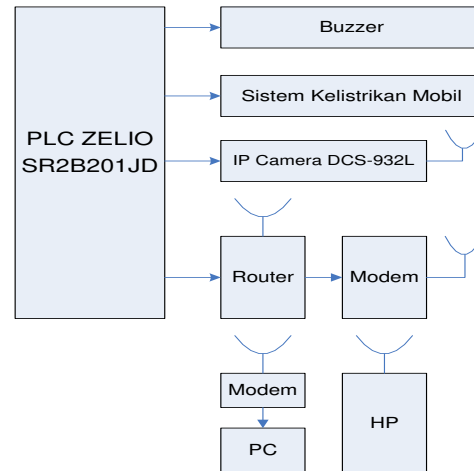 Buzzer
Sistem Kelistrikan Mobil
PLC ZELIO
SR2B201JD
IP Camera DCS-932L
Router
Modem
Modem
HP
PC